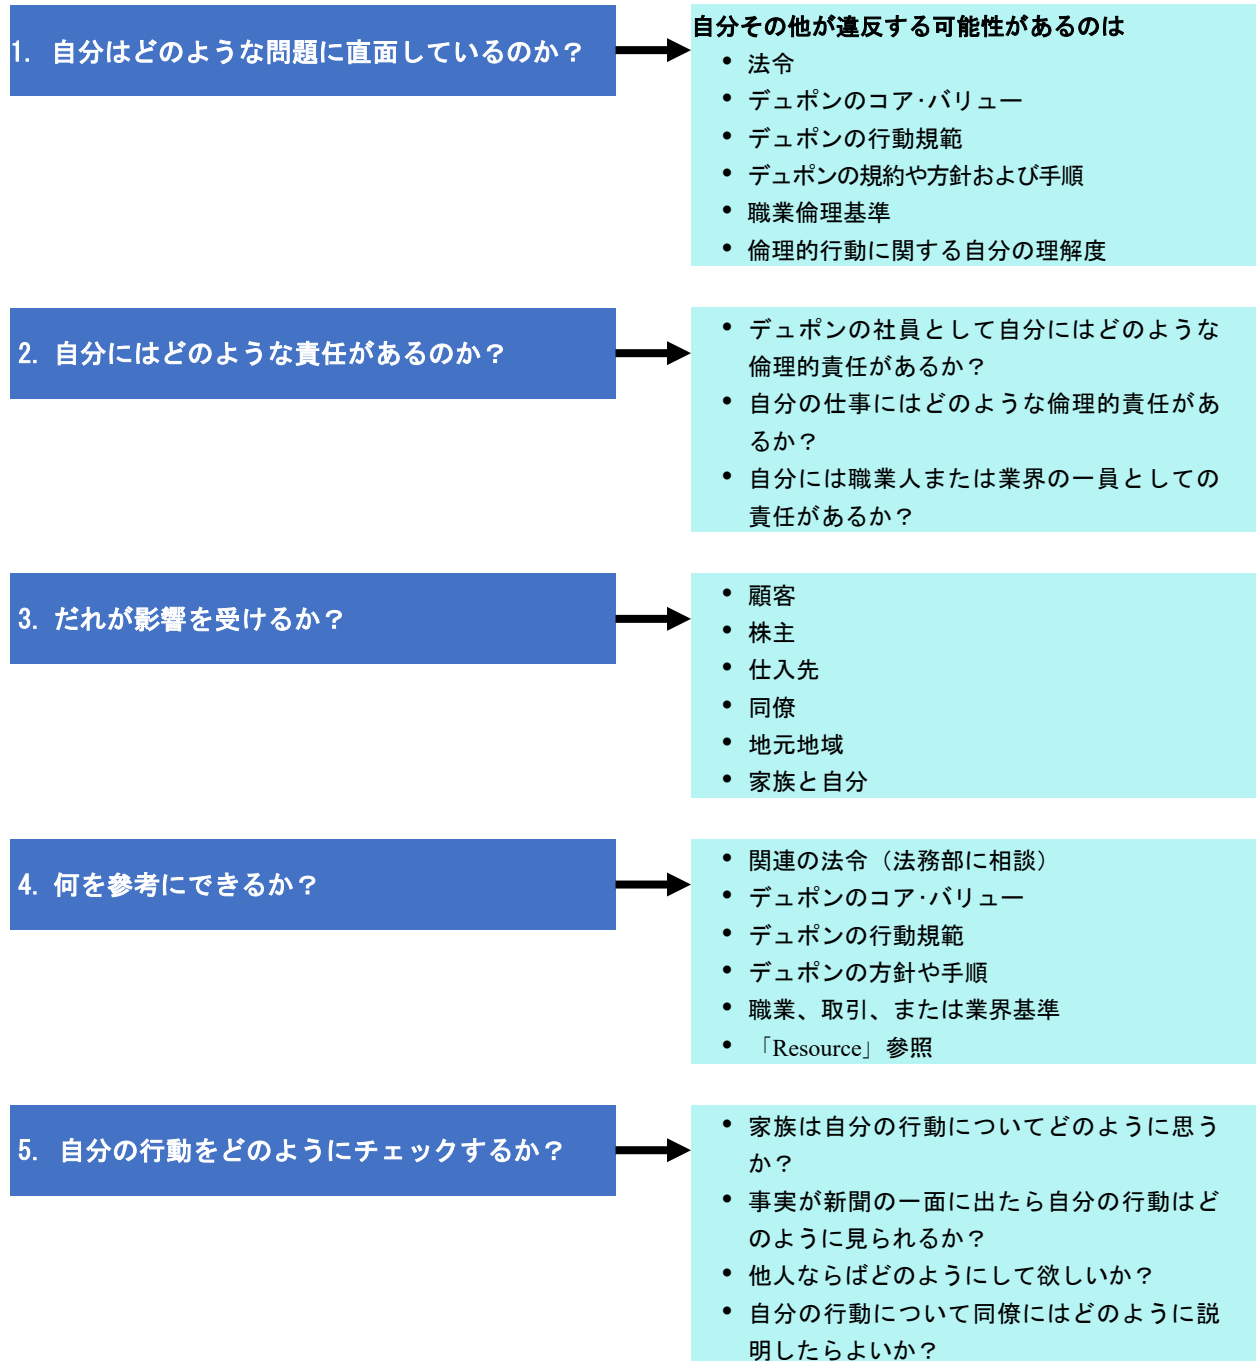 1. 自分はどのような問題に直面しているのか？
自分その他が違反する可能性があるのは
• 法令
• デュポンのコア・バリュー
• デュポンの行動規範
• デュポンの規約や方針および手順
• 職業倫理基準
• 倫理的行動に関する自分の理解度
2. 自分にはどのような責任があるのか？
• デュポンの社員として自分にはどのような
倫理的責任があるか？
• 自分の仕事にはどのような倫理的責任があ
るか？
• 自分には職業人または業界の一員としての
責任があるか？
3. だれが影響を受けるか？
• 顧客
• 株主
• 仕入先
• 同僚
• 地元地域
• 家族と自分
4. 何を参考にできるか？
• 関連の法令（法務部に相談）
• デュポンのコア・バリュー
• デュポンの行動規範
• デュポンの方針や手順
• 職業、取引、または業界基準
• 「Resource」参照
5. 自分の行動をどのようにチェックするか？
• 家族は自分の行動についてどのように思う
か？
• 事実が新聞の一面に出たら自分の行動はど
のように見られるか？
• 他人ならばどのようにして欲しいか？
• 自分の行動について同僚にはどのように説
明したらよいか？